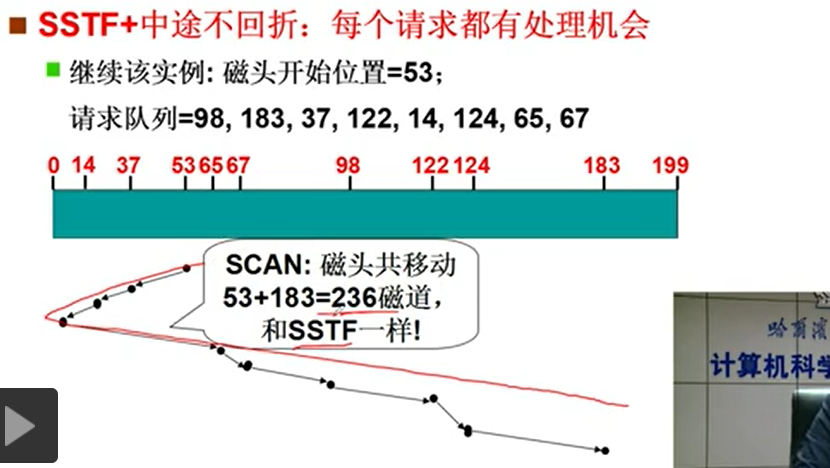 SSTF+中途不回折：每个请求都有处理机会
继续该实例: 磁头开始位置=53；
请求队列=98, 183, 37, 122, 14, 124, 65, 67
0 14 37 53 65 67 98 122 124 183 199
SCAN: 磁头共移动
53+183=236磁道，
和SSTF一样!
哈爾濱
计算机科学